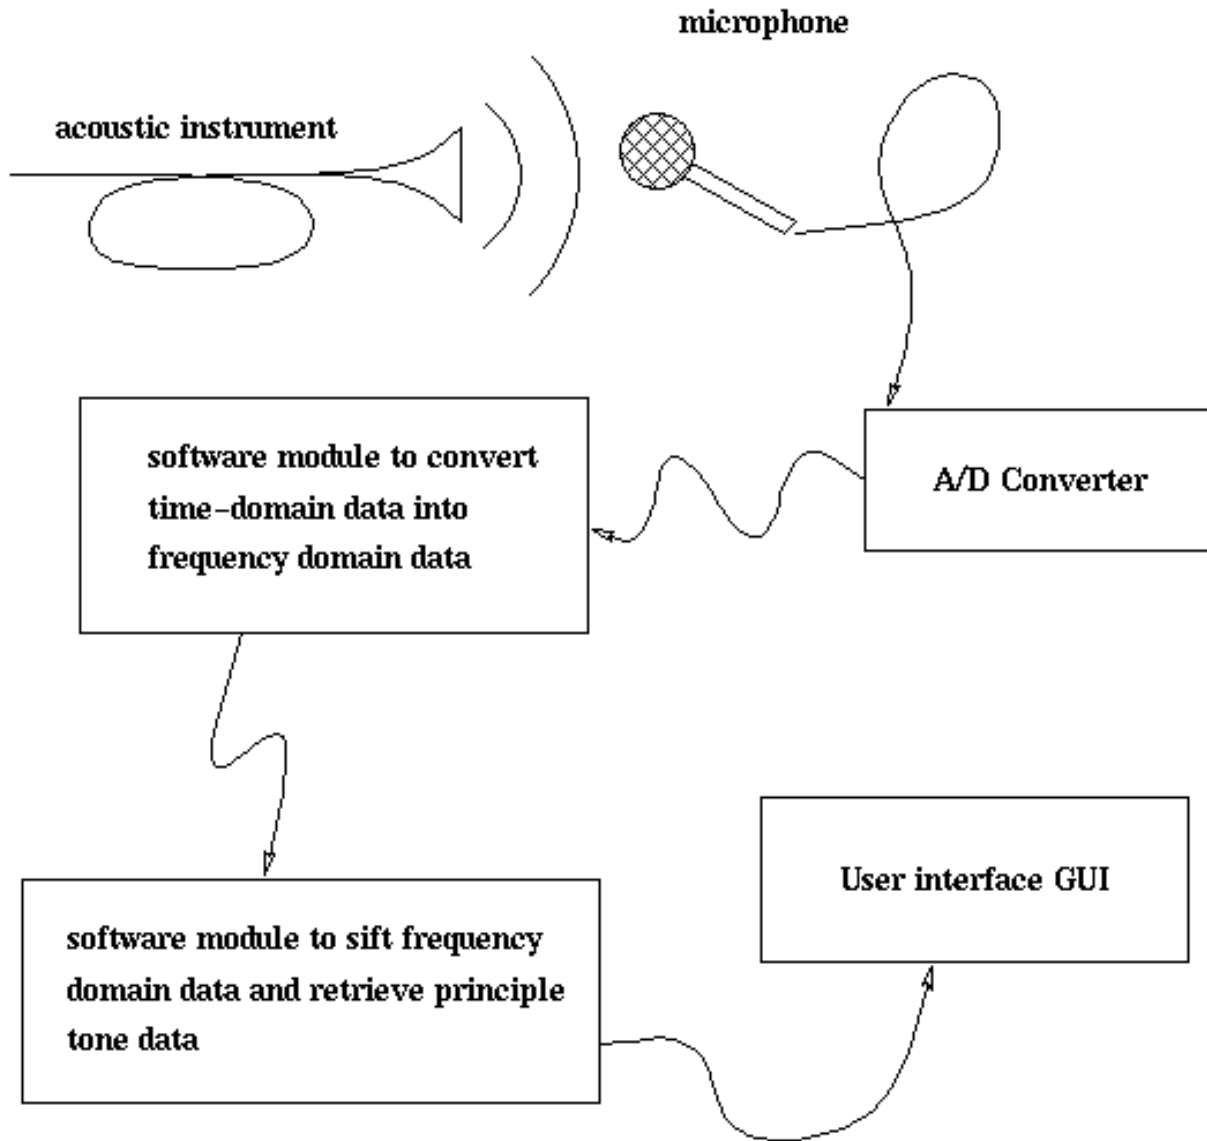 microphone
acoustic instrument
software module to convert
time-domain data into
frequency domain data
A/D Converter
User interface GUI
software module to sift frequency
domain data and retrieve principle
tone data